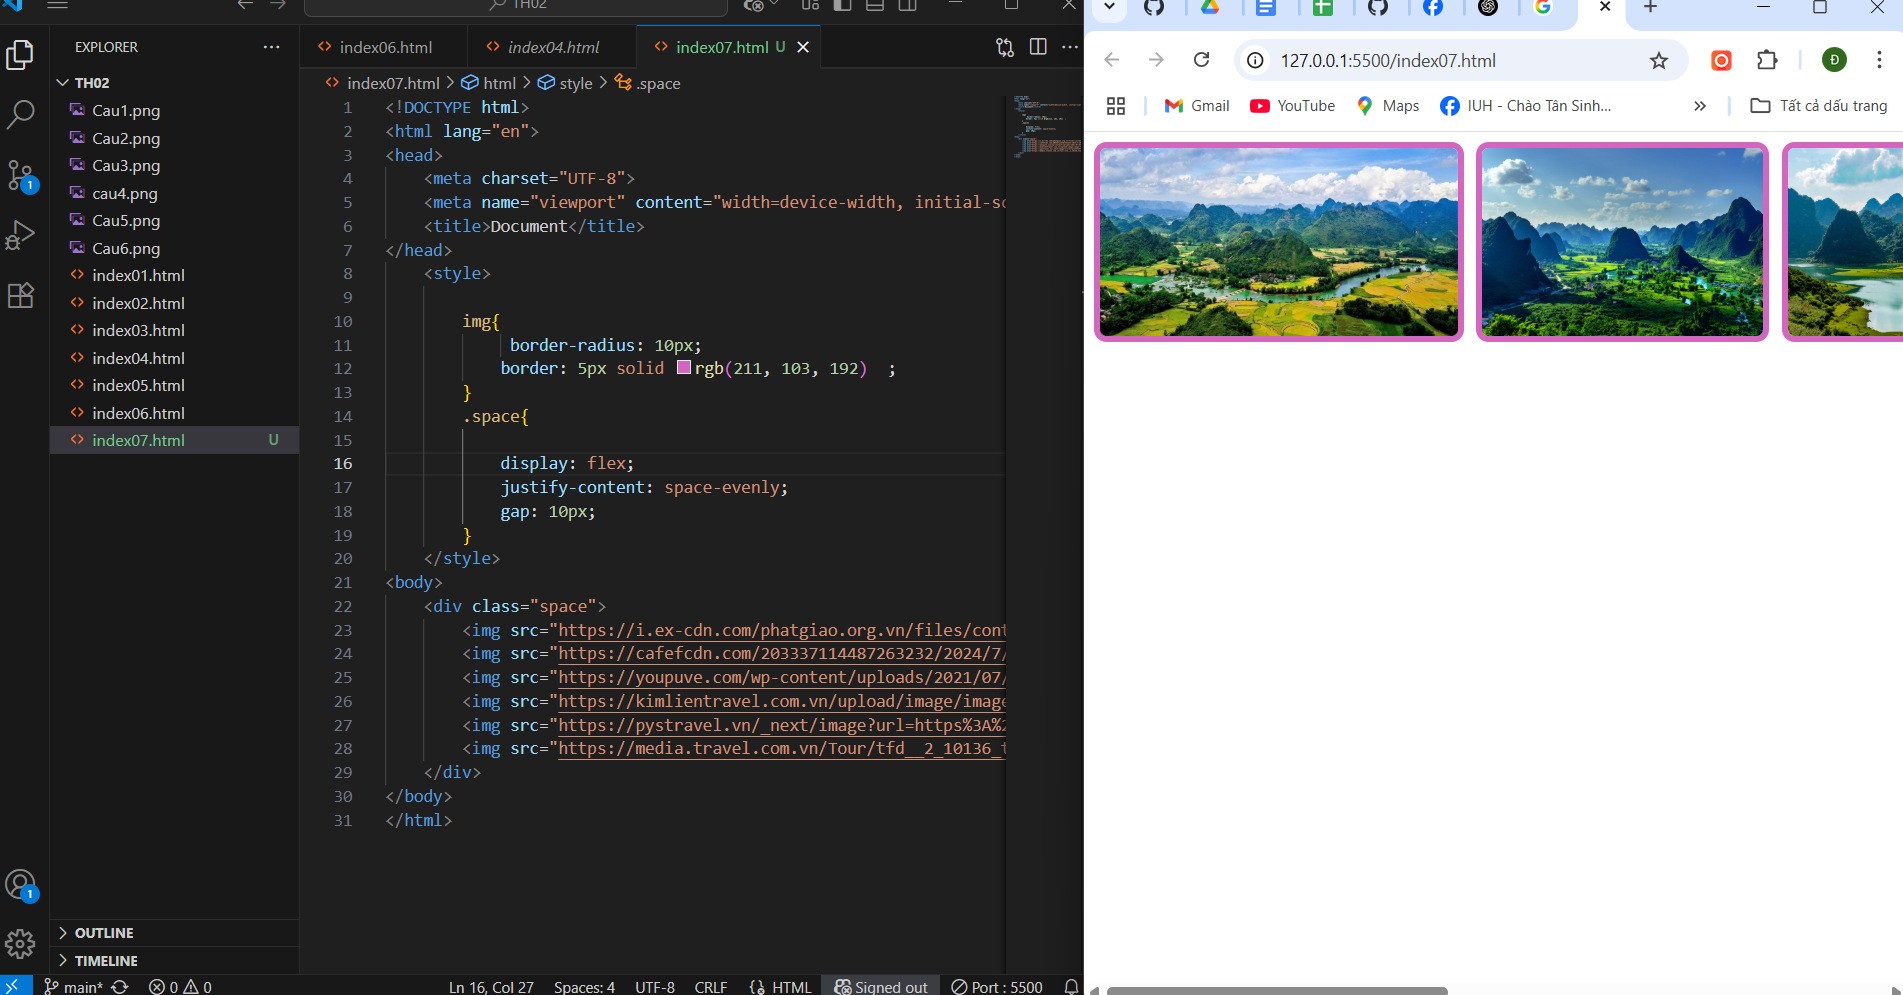 TH02
EXPLORER
TH02
Cau1.png
Cau2.png
Cau3.png
cau4.png
Cau5.png
Cau6.png
index01.html
index02.html
index03.html
index04.html
index05.html
index06.html
index07.html U
OUTLINE
TIMELINE
index06.html
index04.html
index07.html U
index07.html > html > style > .space
1 <!DOCTYPE html>
2 <html lang="en">
3 <head>
4 <meta charset="UTF-8">
5 <meta name="viewport" content="width=device-width, initial-sc
6 <title>Document</title>
7 </head>
8 <style>
9
10 img{
11 border-radius: 10px;
12 border: 5px solid rgb(211, 103, 192) ;
13 }
14 .space{
15
16 display: flex;
17 justify-content: space-evenly;
18 gap: 10px;
19 }
20 </style>
21 <body>
22 <div class="space">
23 <img src="https://i.ex-cdn.com/phatgiao.org.vn/files/cont
24 <img src="https://cafefcdn.com/203337114487263232/2024/7/
25 <img src="https://youpuve.com/wp-content/uploads/2021/07/
26 <img src="https://kimlientravel.com.vn/upload/image/image
27 <img src="https://pystravel.vn/_next/image?url=https%3A%2
28 <img src="https://media.travel.com.vn/Tour/tfd__2_10136_t
29 </div>
30 </body>
31 </html>
1
1
main* 0 0 Ln 16, Col 27 Spaces: 4 UTF-8 CRLF HTML Signed out Port : 5500
127.0.0.1:5500/index07.html
Đ
Gmail YouTube Maps IUH - Chào Tân Sinh... » Tất cả dấu trang